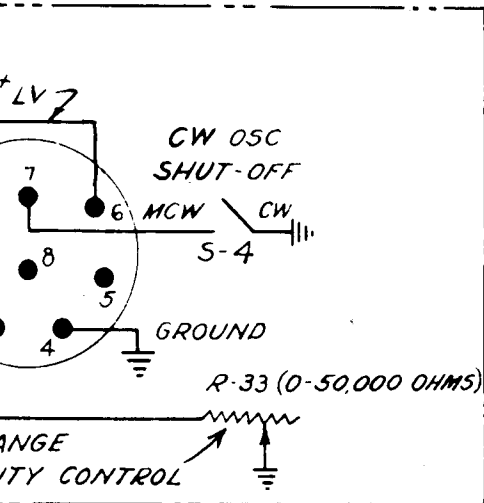 + LV
CW OSC
SHUT-OFF
7
6
MCW
CW
S-4
8
5
4
GROUND
R-33 (0-50,000 OHMS)
ANGE
ITY CONTROL